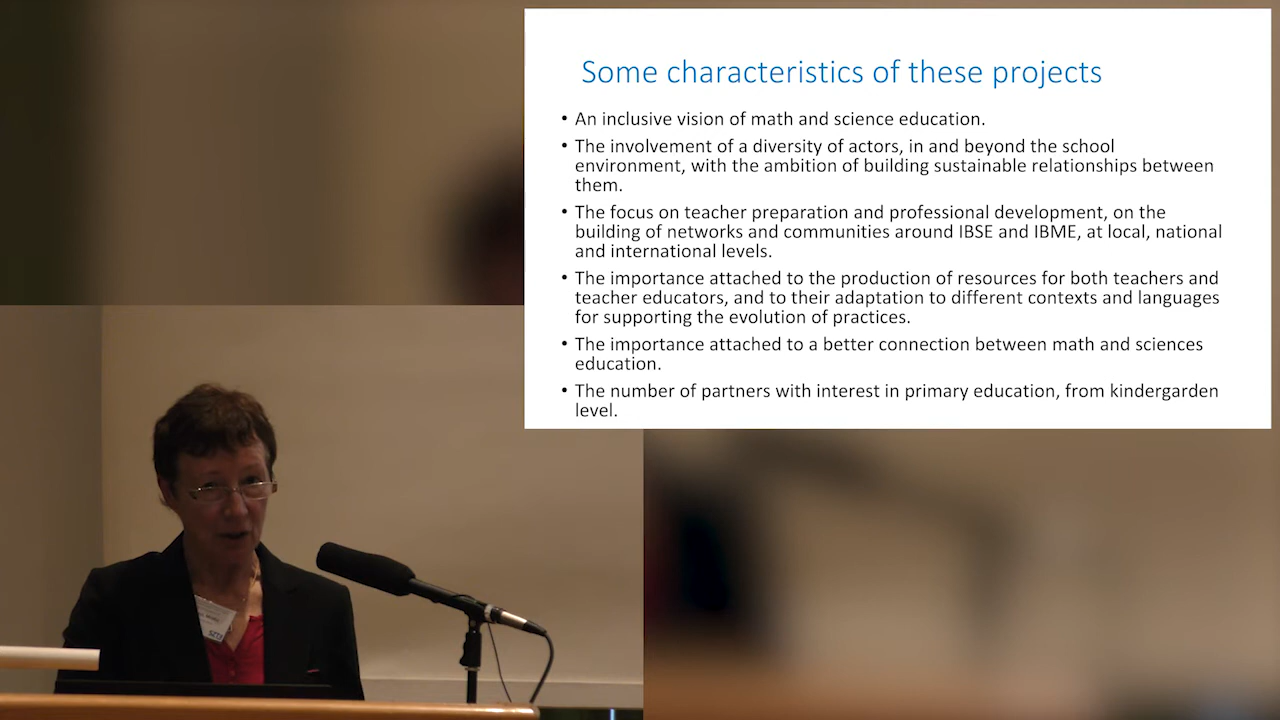 Some characteristics of these projects
• An inclusive vision of math and science education.
• The involvement of a diversity of actors, in and beyond the school
environment, with the ambition of building sustainable relationships between
them.
• The focus on teacher preparation and professional development, on the
building of networks and communities around IBSE and IBME, at local, national
and international levels.
• The importance attached to the production of resources for both teachers and
teacher educators, and to their adaptation to different contexts and languages
for supporting the evolution of practices.
• The importance attached to a better connection between math and sciences
education.
• The number of partners with interest in primary education, from kindergarden
level.